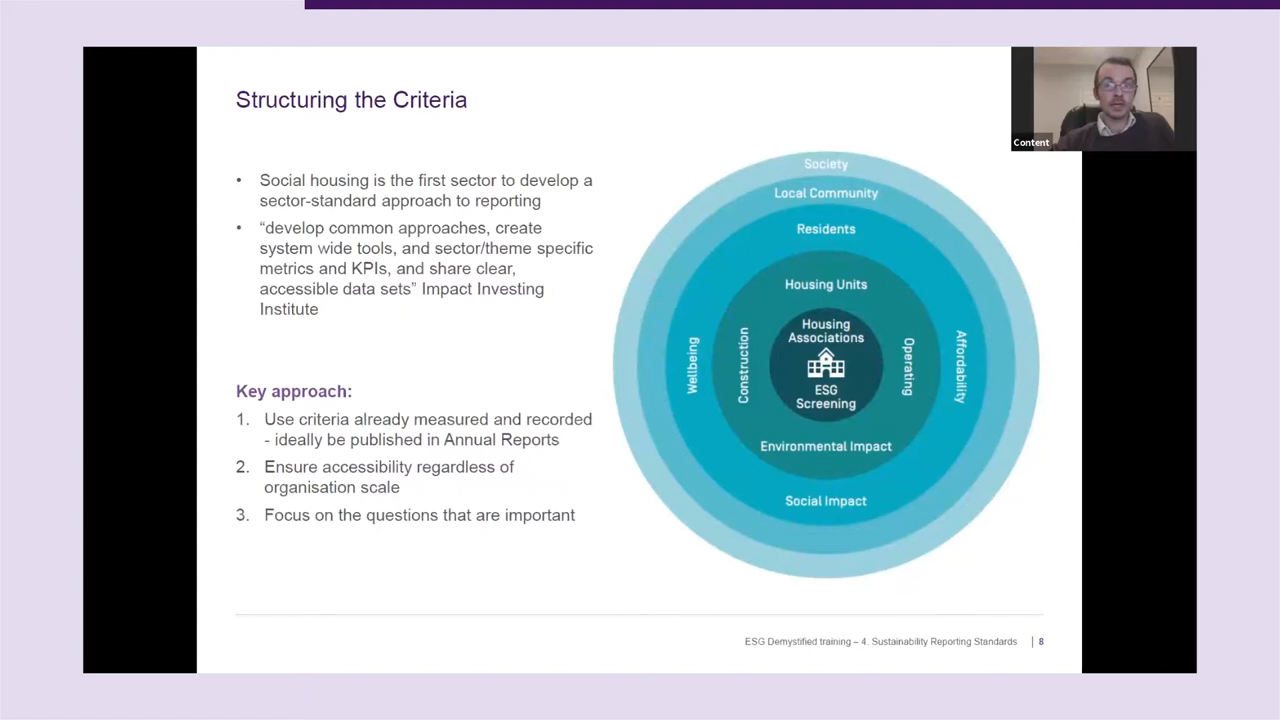 Structuring the Criteria
• Social housing is the first sector to develop a
sector-standard approach to reporting
• “develop common approaches, create
system wide tools, and sector/theme specific
metrics and KPIs, and share clear,
accessible data sets” Impact Investing
Institute
Key approach:
1. Use criteria already measured and recorded
- ideally be published in Annual Reports
2. Ensure accessibility regardless of
organisation scale
3. Focus on the questions that are important
Content
Society
Local Community
Residents
Housing Units
Housing
Associations
ESG
Screening
Wellbeing
Construction
Operating
Affordability
Environmental Impact
Social Impact
ESG Demystified training – 4. Sustainability Reporting Standards | 8